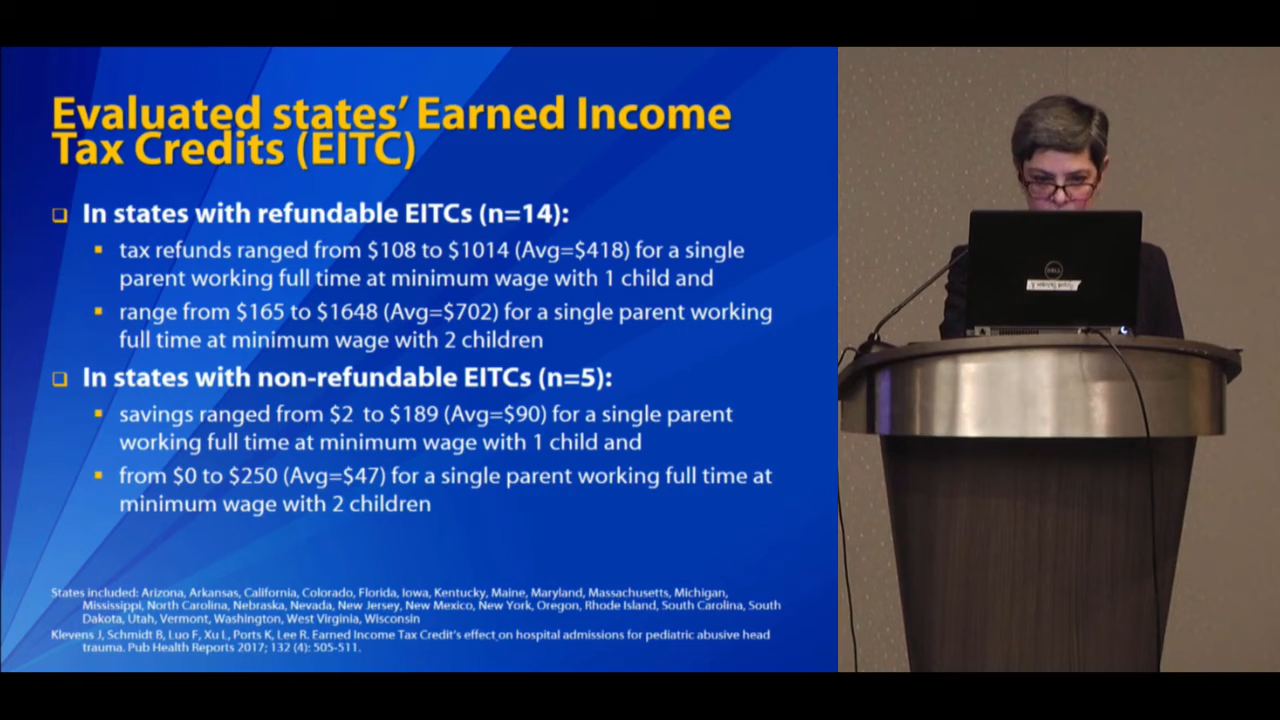 Evaluated states' Earned Income
Tax Credits (EITC)
In states with refundable EITCs (n=14):
tax refunds ranged from $108 to $1014 (Avg=$418) for a single
parent working full time at minimum wage with 1 child and
range from $165 to $1648 (Avg=$702) for a single parent working
full time at minimum wage with 2 children
In states with non-refundable EITCs (n=5):
savings ranged from $2 to $189 (Avg=$90) for a single parent
working full time at minimum wage with 1 child and
from $0 to $250 (Avg=$47) for a single parent working full time at
minimum wage with 2 children
States included: Arizona, Arkansas, California, Colorado, Florida, Iowa, Kentucky, Maine, Maryland, Massachusetts, Michigan,
Mississippi, North Carolina, Nebraska, Nevada, New Jersey, New Mexico, New York, Oregon, Rhode Island, South Carolina, South
Dakota, Utah, Vermont, Washington, West Virginia, Wisconsin
Klevens J, Schmidt B, Luo F, Xu L, Ports K, Lee R. Earned Income Tax Credit's effect on hospital admissions for pediatric abusive head
trauma. Pub Health Reports 2017; 132 (4): 505-511.
DELL